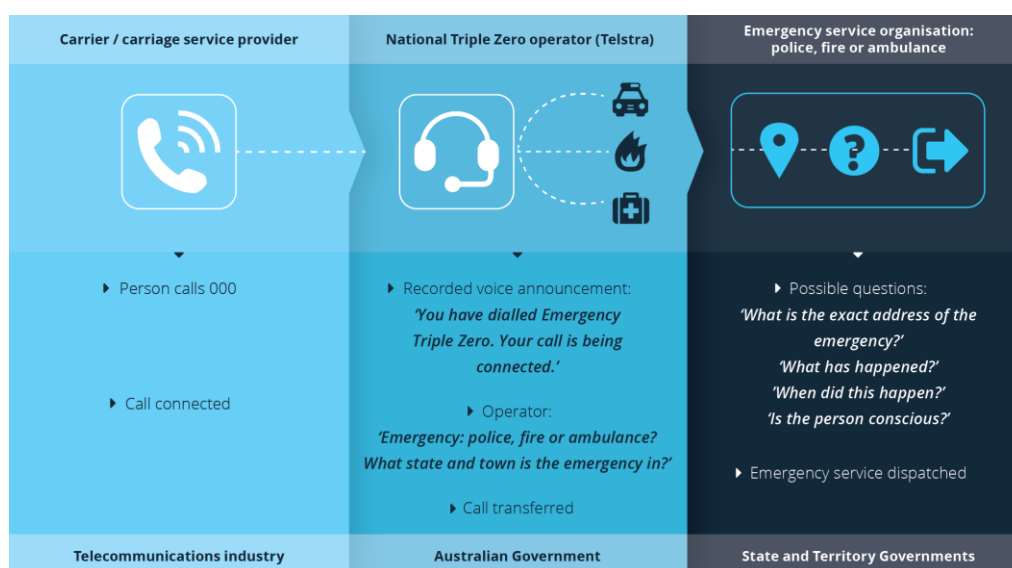 Carrier / carriage service provider
National Triple Zero operator (Telstra)
Emergency service organisation:
police, fire or ambulance
Person calls 000
Call connected
Recorded voice announcement:
‘You have dialled Emergency
Triple Zero. Your call is being
connected.’
Operator:
‘Emergency: police, fire or ambulance?
What state and town is the emergency in?’
Call transferred
Possible questions:
‘What is the exact address of the
emergency?’
‘What has happened?’
‘When did this happen?’
‘Is the person conscious?’
Emergency service dispatched
Telecommunications industry
Australian Government
State and Territory Governments